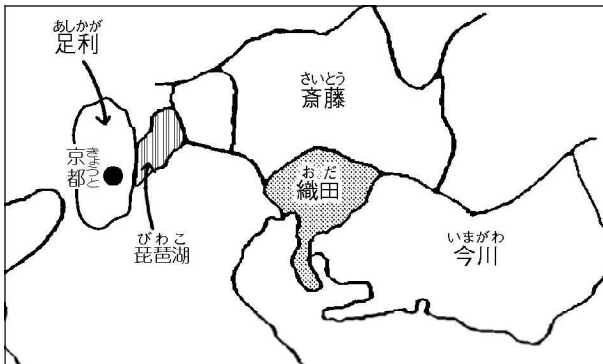 あしかが
足利
さいとう
斎藤
京都
きょうと
おだ
織田
びわこ
琵琶湖
いまがわ
今川